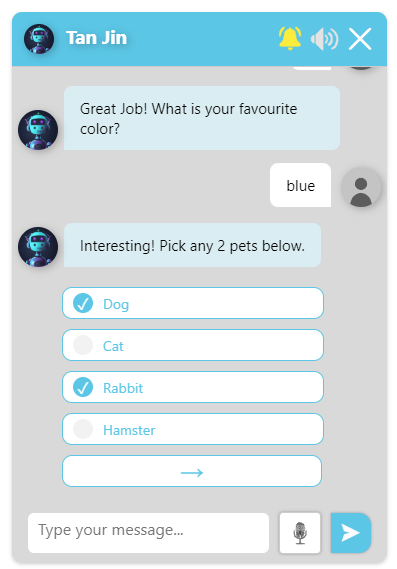 Tan Jin
Great Job! What is your favourite
color?
blue
Interesting! Pick any 2 pets below.
Dog
Cat
Rabbit
Hamster
Type your message...